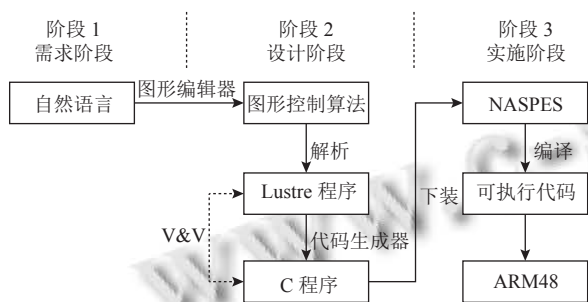 阶段 1
需求阶段
阶段 2
设计阶段
阶段 3
实施阶段
自然语言
图形编辑器
图形控制算法
NASPES
解析
编译
Lustre 程序
下装
可执行代码
V&V
代码生成器
C 程序
ARM48